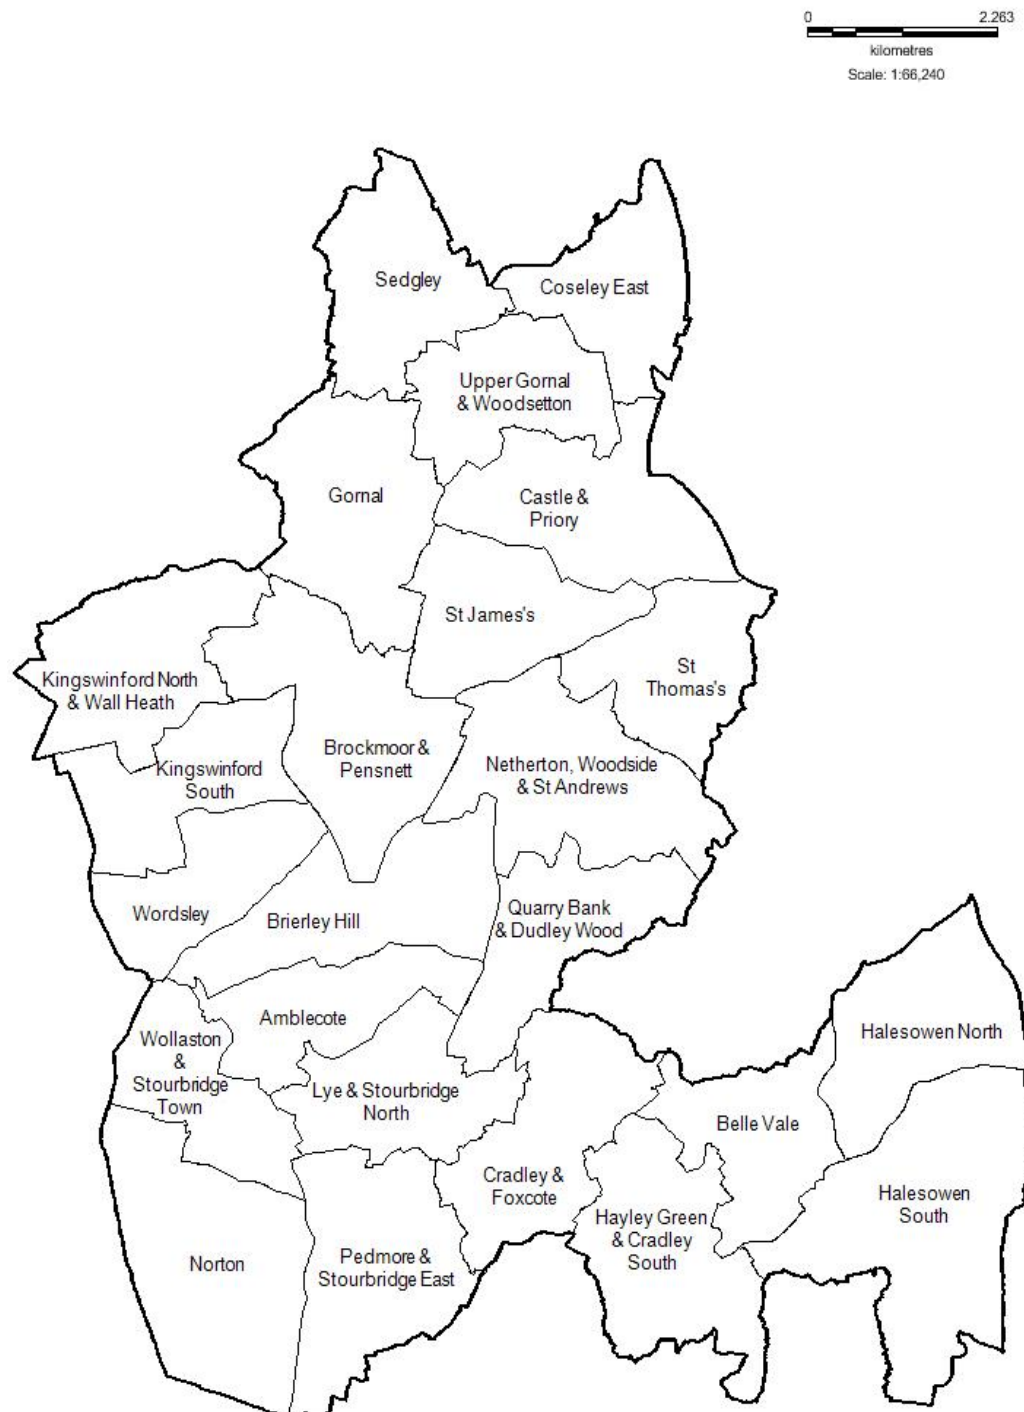 0 2.263
kilometres
Scale: 1:66,240
Sedgley
Coseley East
Upper Gornal
& Woodsetton
Gornal
Castle &
Priory
St James's
St
Thomas's
Kingswinford North
& Wall Heath
Brockmoor &
Pensnett
Netherton, Woodside
& St Andrews
Kingswinford
South
Wordsley
Brierley Hill
Quarry Bank
& Dudley Wood
Amblecote
Wollaston
&
Stourbridge
Town
Halesowen North
Lye & Stourbridge
North
Belle Vale
Cradley &
Foxcote
Halesowen
South
Hayley Green
& Cradley
South
Norton
Pedmore &
Stourbridge East